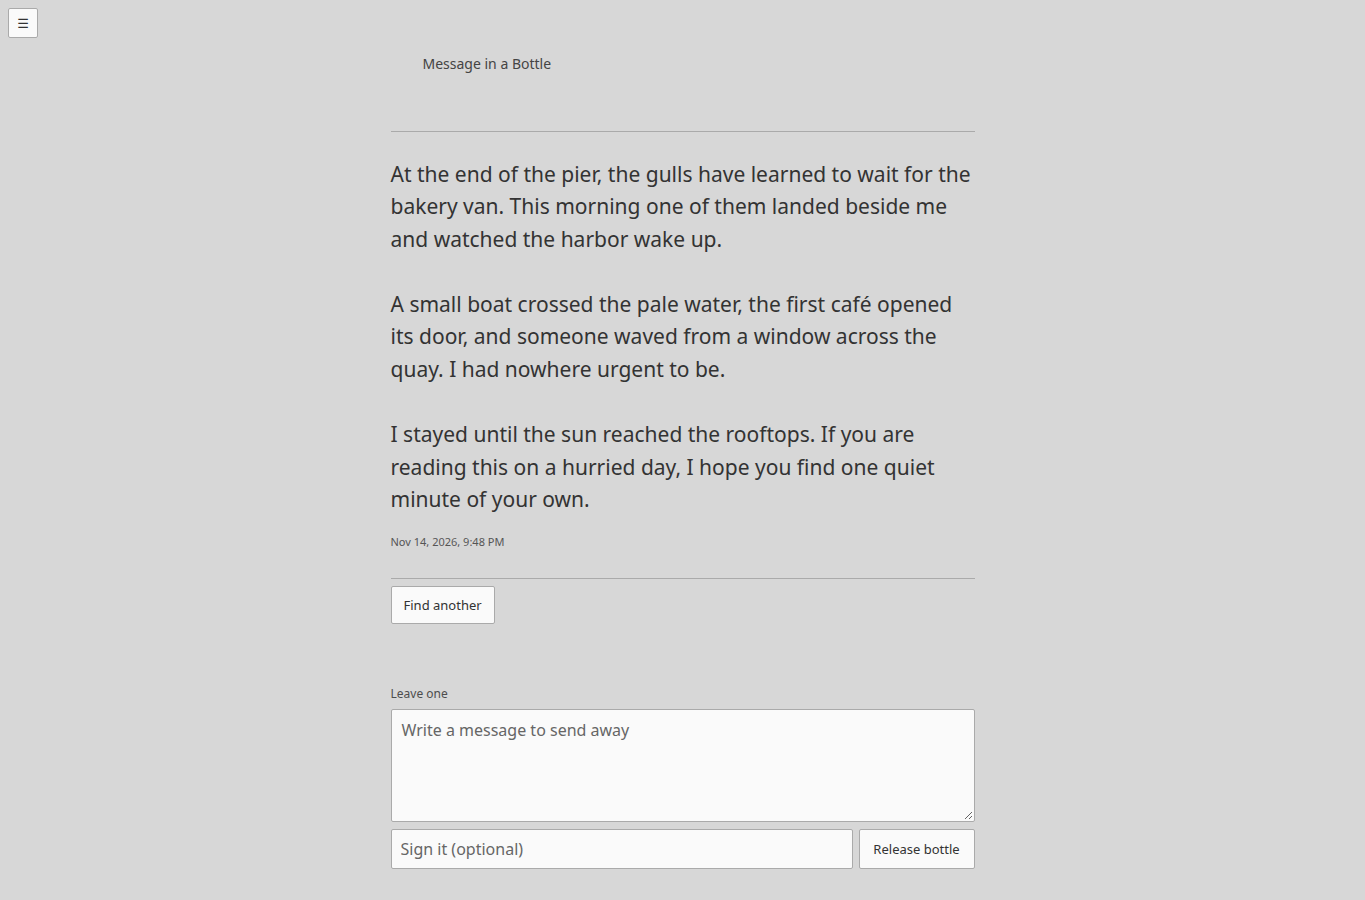 ☰
Message in a Bottle
At the end of the pier, the gulls have learned to wait for the
bakery van. This morning one of them landed beside me
and watched the harbor wake up.
A small boat crossed the pale water, the first café opened
its door, and someone waved from a window across the
quay. I had nowhere urgent to be.
I stayed until the sun reached the rooftops. If you are
reading this on a hurried day, I hope you find one quiet
minute of your own.
Nov 14, 2026, 9:48 PM
Find another
Leave one
Write a message to send away
Sign it (optional)
Release bottle